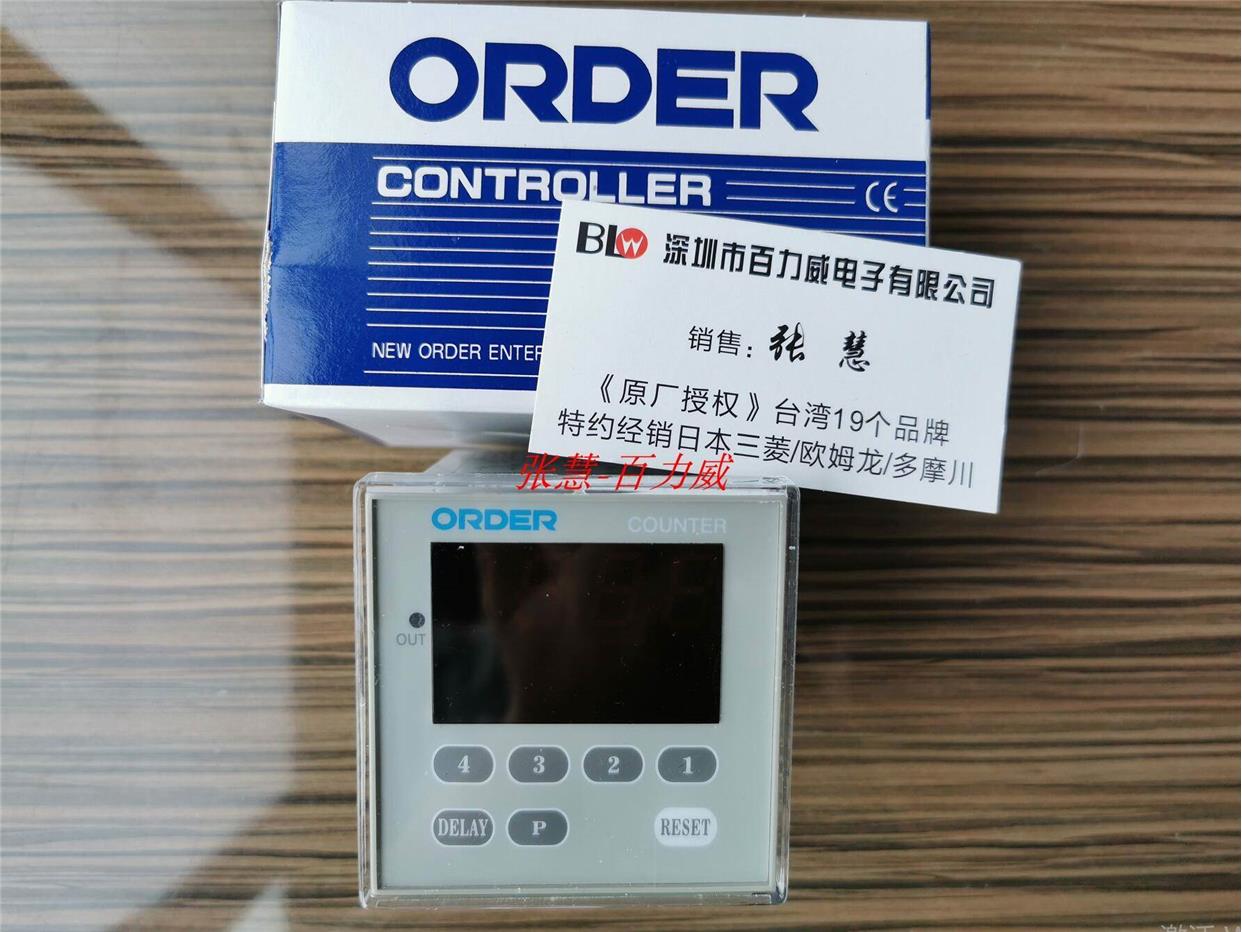 ORDER
CONTROLLER
CE
NEW ORDER ENTER
BLW 深圳市百力威电子有限公司
销售：张 慧
《原厂授权》台湾19个品牌
特约经销日本三菱/欧姆龙/多摩川
张慧-百力威
ORDER COUNTER
OUT
4 3 2 1
DELAY P RESET